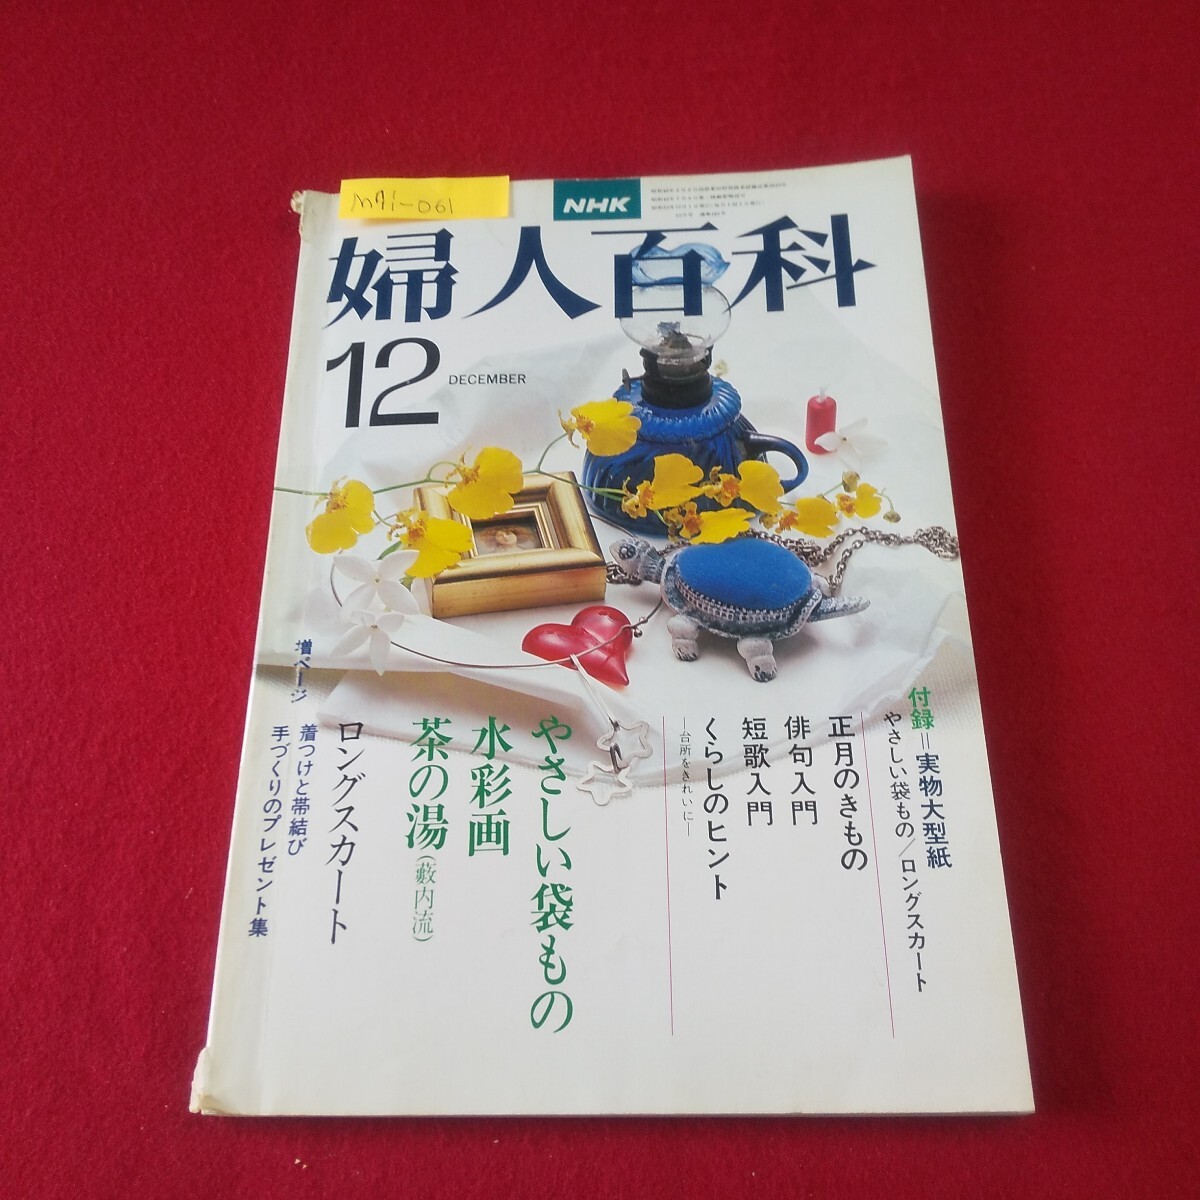 M7i-061
NHK
婦人百科
12
DECEMBER
付録=実物大型紙
やさしい袋もの/ロングスカート
正月のきもの
俳句入門
短歌入門
くらしのヒント
—台所をきれいに—
やさしい袋もの
水彩画
茶の湯(藪内流)
ロングスカート
増ページ
着つけと帯結び
手づくりのプレゼント集